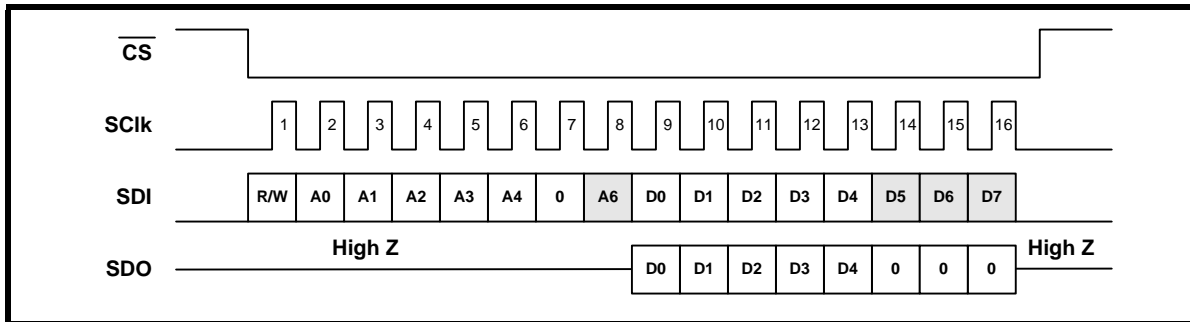 CS
SClk 1 2 3 4 5 6 7 8 9 10 11 12 13 14 15 16
SDI R/W A0 A1 A2 A3 A4 0 A6 D0 D1 D2 D3 D4 D5 D6 D7
High Z High Z
SDO D0 D1 D2 D3 D4 0 0 0